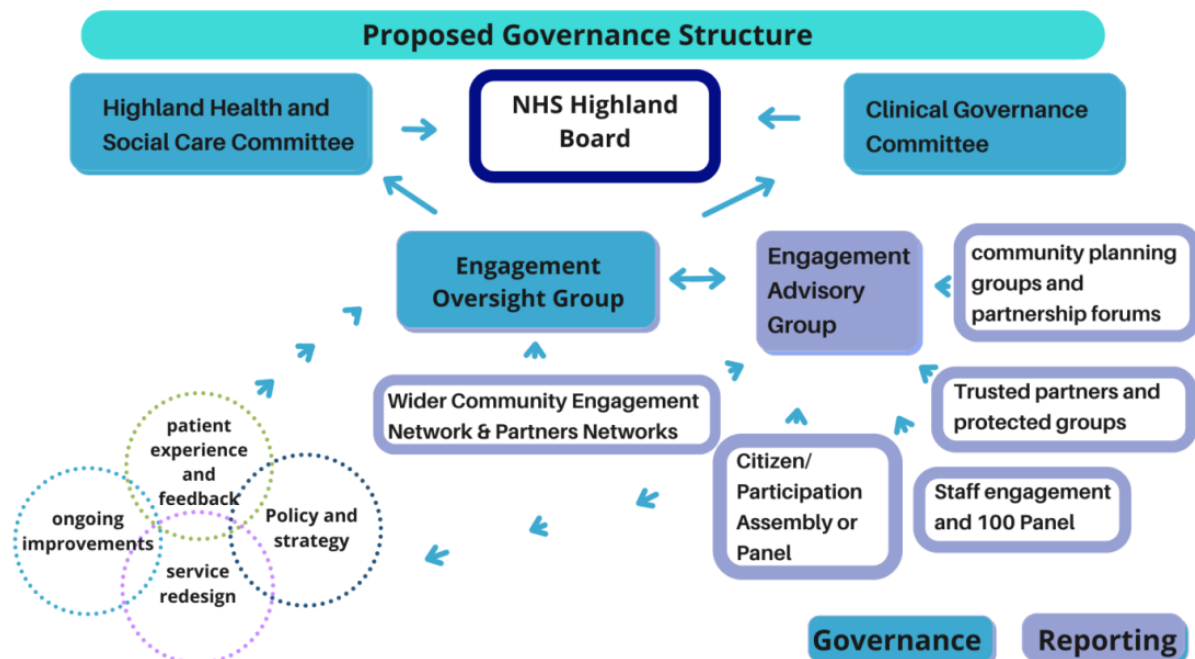 Proposed Governance Structure
Highland Health and
Social Care Committee
NHS Highland
Board
Clinical Governance
Committee
Engagement
Oversight Group
Engagement
Advisory
Group
community planning
groups and
partnership forums
Wider Community Engagement
Network & Partners Networks
Trusted partners and
protected groups
Citizen/
Participation
Assembly or
Panel
Staff engagement
and 100 Panel
patient
experience
and
feedback
ongoing
improvements
Policy and
strategy
service
redesign
Governance
Reporting